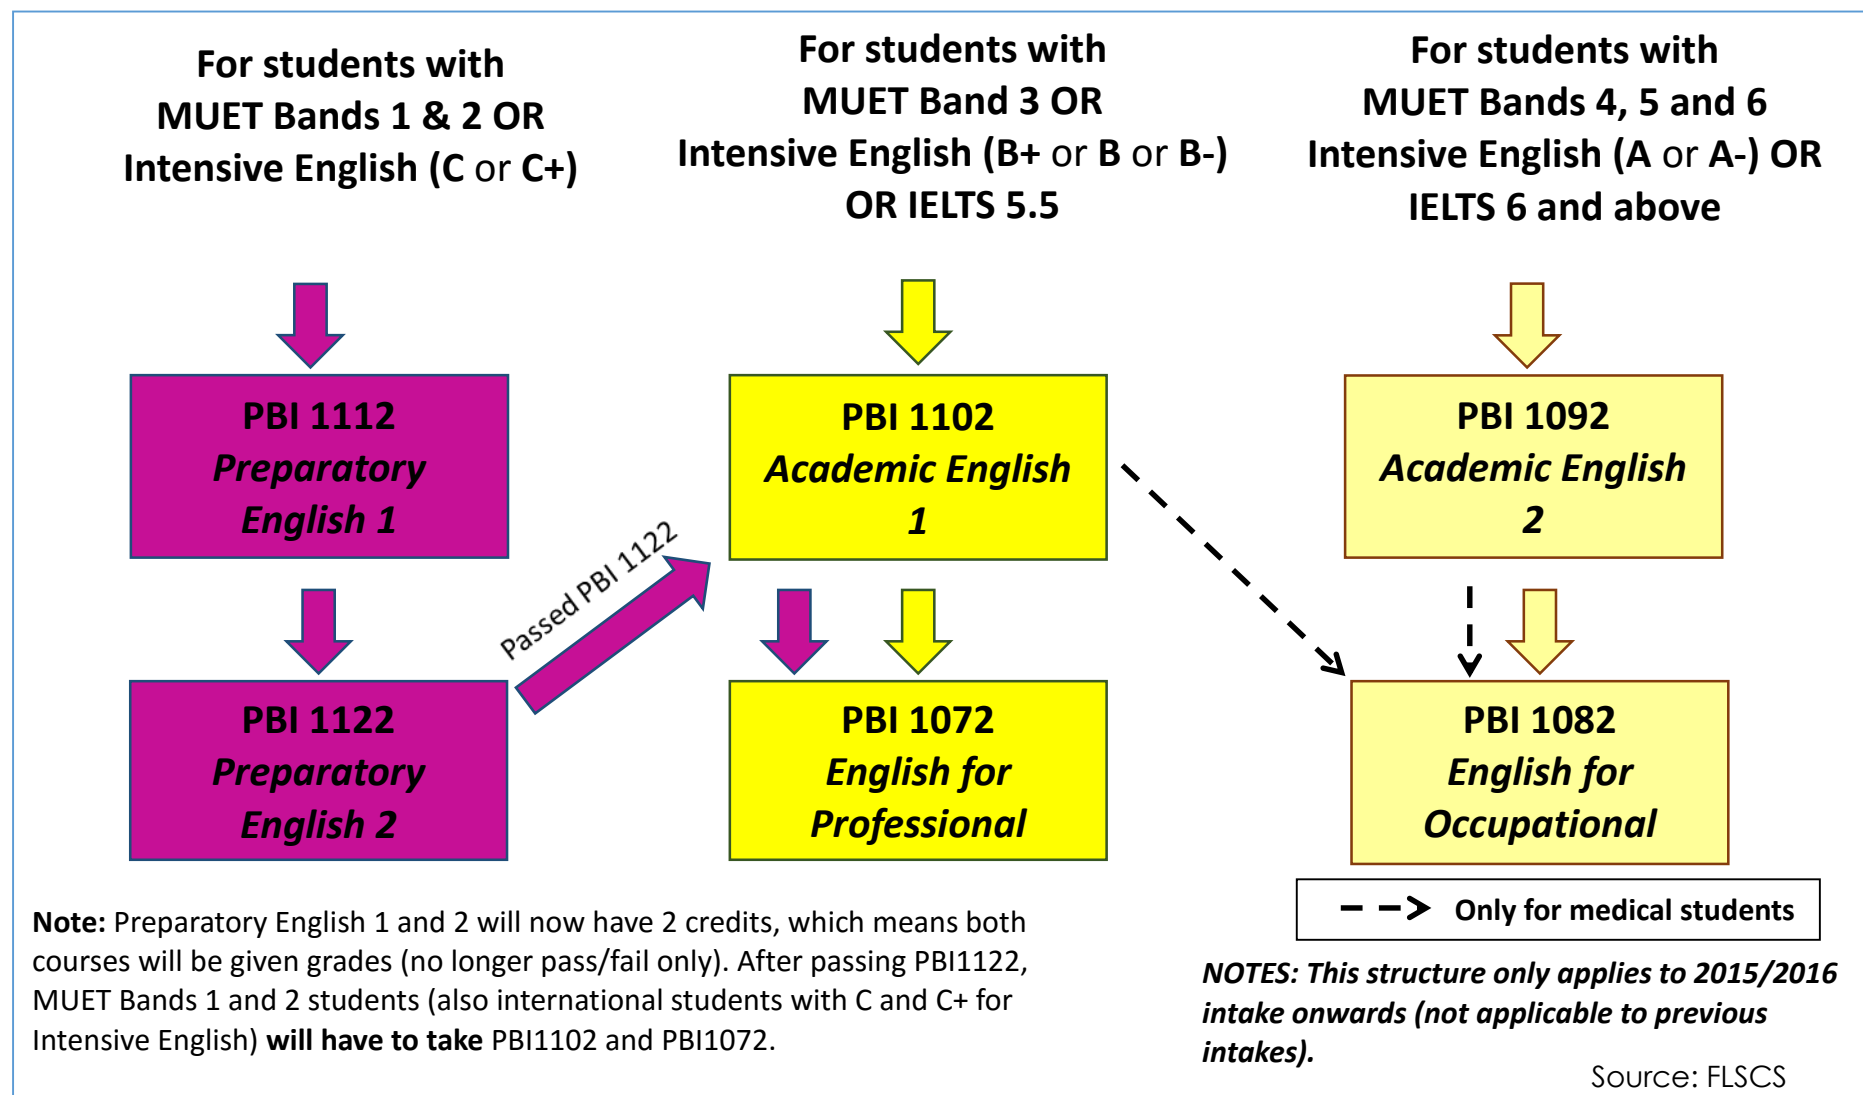 For students with
MUET Bands 1 & 2 OR
Intensive English (C or C+)
For students with
MUET Band 3 OR
Intensive English (B+ or B or B-)
OR IELTS 5.5
For students with
MUET Bands 4, 5 and 6
Intensive English (A or A-) OR
IELTS 6 and above
PBI 1112
Preparatory
English 1
PBI 1102
Academic English
1
PBI 1092
Academic English
2
Passed PBI 1122
PBI 1122
Preparatory
English 2
PBI 1072
English for
Professional
PBI 1082
English for
Occupational
Only for medical students
Note: Preparatory English 1 and 2 will now have 2 credits, which means both
courses will be given grades (no longer pass/fail only). After passing PBI1122,
MUET Bands 1 and 2 students (also international students with C and C+ for
Intensive English) will have to take PBI1102 and PBI1072.
NOTES: This structure only applies to 2015/2016
intake onwards (not applicable to previous
intakes).
Source: FLSCS